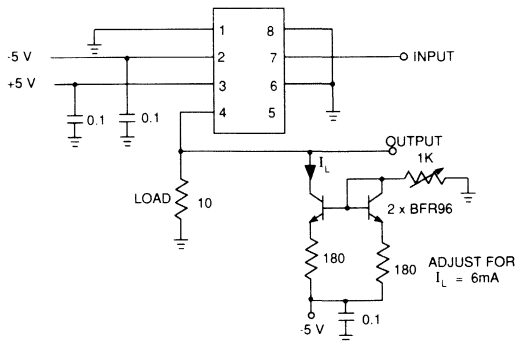 1
8
-5 V
2
7
INPUT
+5 V
3
6
0.1
0.1
4
5
OUTPUT
1K
I_L
LOAD
10
2 x BFR96
180
180
ADJUST FOR
I_L = 6mA
0.1
-5 V